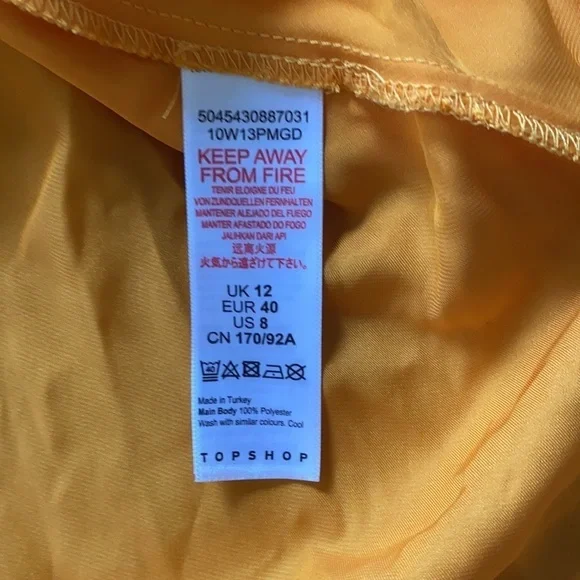 5045430887031
10W13PMGD
KEEP AWAY
FROM FIRE
TENIR ELOIGNE DU FEU
VON ZUNDQUELLEN FERNHALTEN
MANTENER ALEJADO DEL FUEGO
MANTER AFASTADO DO FOGO
JAUHKAN DARI API
远离火源
火気から遠ざけて下さい。
UK 12
EUR 40
US 8
CN 170/92A
40
Made in Turkey
Main Body 100% Polyester
Wash with similar colours. Cool
TOPSHOP